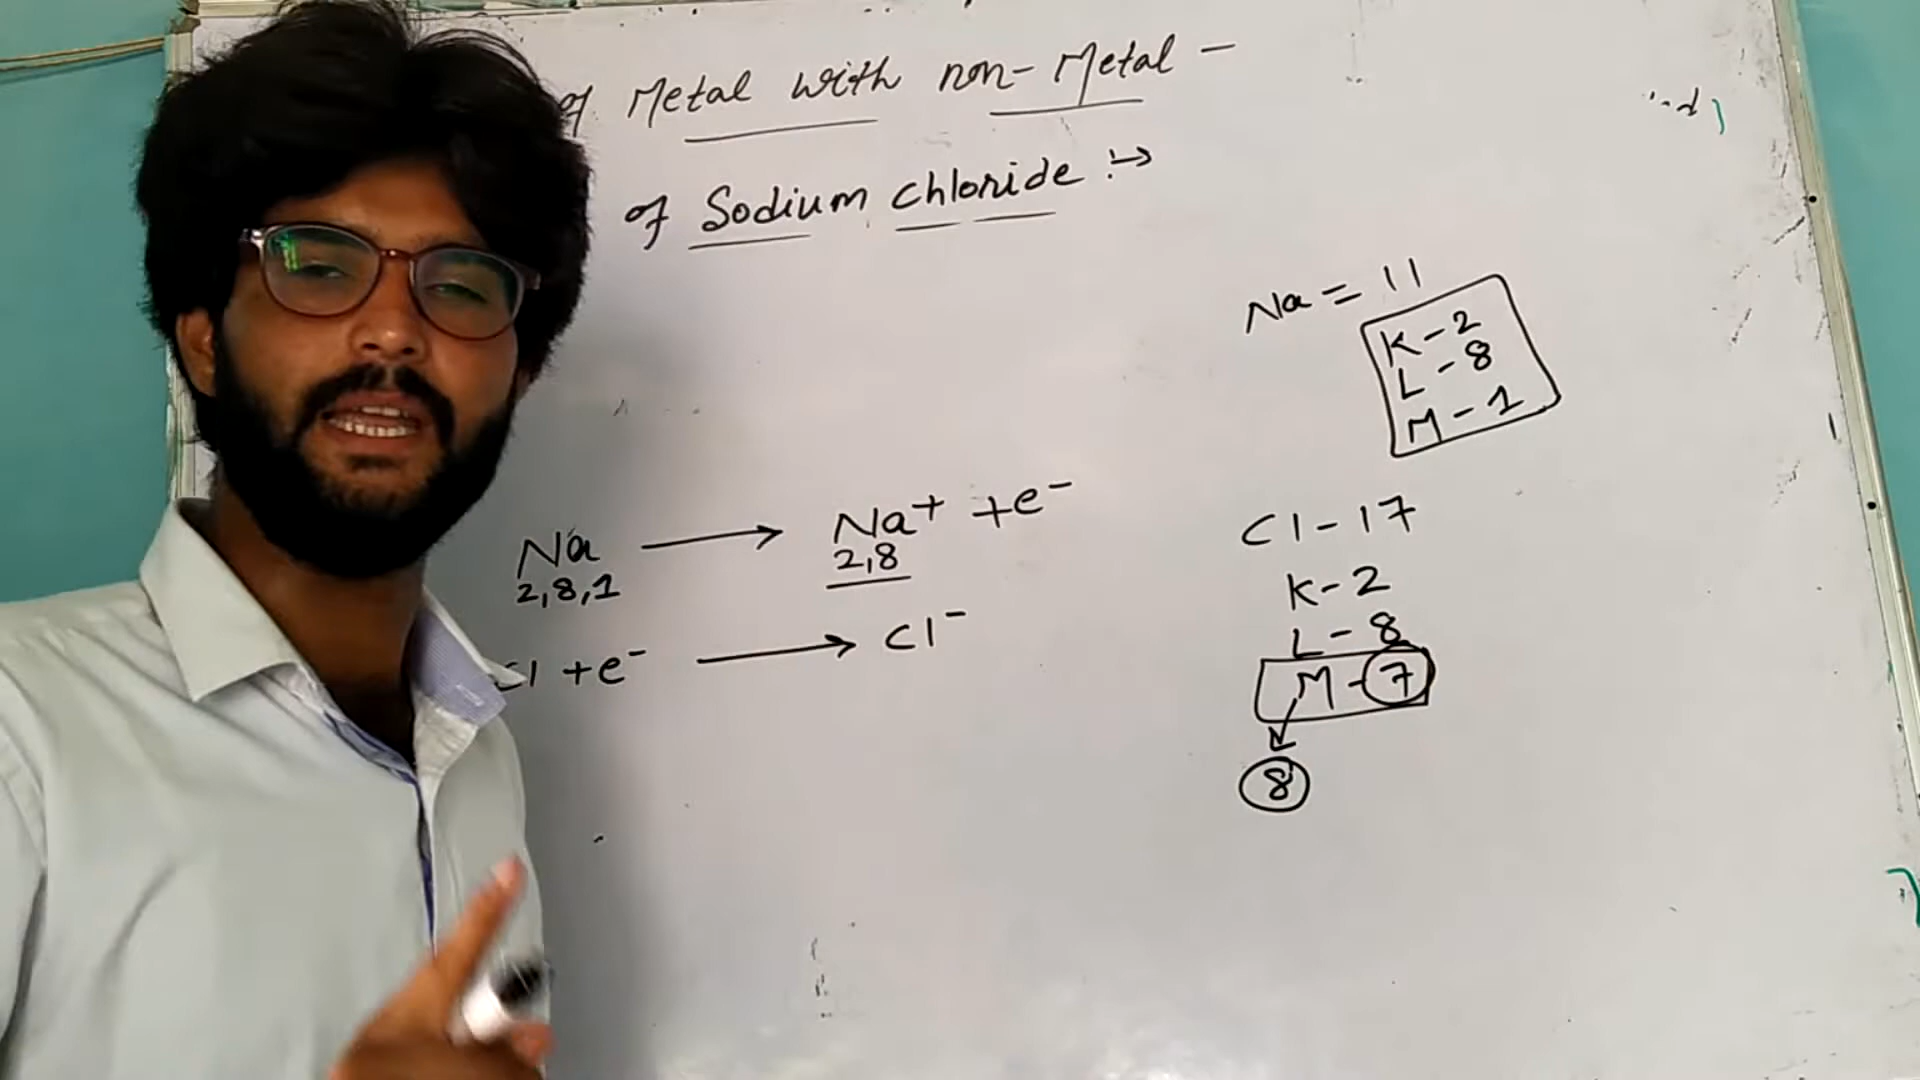 of Metal with non-Metal -
of Sodium chloride :→
Na = 11
K - 2
L - 8
M - 1
Na → Na+ + e-
2,8,1 2,8
Cl + e- → Cl-
Cl - 17
K - 2
L - 8
M - 7
8